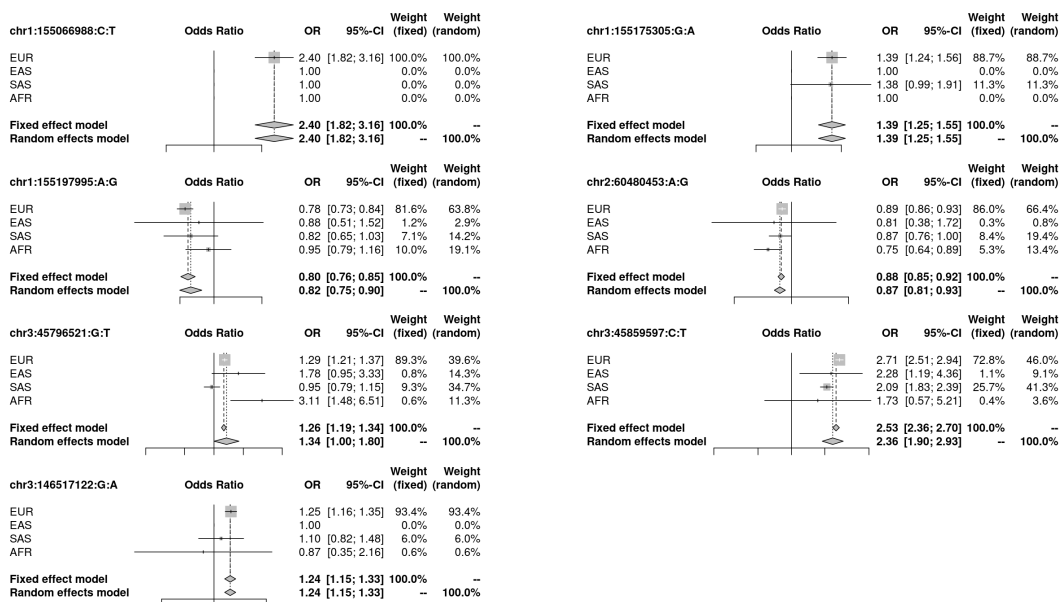 Weight Weight
chr1:155066988:C:T Odds Ratio OR 95%-CI (fixed) (random)
EUR 2.40 [1.82; 3.16] 100.0% 100.0%
EAS 1.00 0.0% 0.0%
SAS 1.00 0.0% 0.0%
AFR 1.00 0.0% 0.0%
Fixed effect model 2.40 [1.82; 3.16] 100.0% --
Random effects model 2.40 [1.82; 3.16] -- 100.0%
Weight Weight
chr1:155175305:G:A Odds Ratio OR 95%-CI (fixed) (random)
EUR 1.39 [1.24; 1.56] 88.7% 88.7%
EAS 1.00 0.0% 0.0%
SAS 1.38 [0.99; 1.91] 11.3% 11.3%
AFR 1.00 0.0% 0.0%
Fixed effect model 1.39 [1.25; 1.55] 100.0% --
Random effects model 1.39 [1.25; 1.55] -- 100.0%
Weight Weight
chr1:155197995:A:G Odds Ratio OR 95%-CI (fixed) (random)
EUR 0.78 [0.73; 0.84] 81.6% 63.8%
EAS 0.88 [0.51; 1.52] 1.2% 2.9%
SAS 0.82 [0.65; 1.03] 7.1% 14.2%
AFR 0.95 [0.79; 1.16] 10.0% 19.1%
Fixed effect model 0.80 [0.76; 0.85] 100.0% --
Random effects model 0.82 [0.75; 0.90] -- 100.0%
Weight Weight
chr2:60480453:A:G Odds Ratio OR 95%-CI (fixed) (random)
EUR 0.89 [0.86; 0.93] 86.0% 66.4%
EAS 0.81 [0.38; 1.72] 0.3% 0.8%
SAS 0.87 [0.76; 1.00] 8.4% 19.4%
AFR 0.75 [0.64; 0.89] 5.3% 13.4%
Fixed effect model 0.88 [0.85; 0.92] 100.0% --
Random effects model 0.87 [0.81; 0.93] -- 100.0%
Weight Weight
chr3:45796521:G:T Odds Ratio OR 95%-CI (fixed) (random)
EUR 1.29 [1.21; 1.37] 89.3% 39.6%
EAS 1.78 [0.95; 3.33] 0.8% 14.3%
SAS 0.95 [0.79; 1.15] 9.3% 34.7%
AFR 3.11 [1.48; 6.51] 0.6% 11.3%
Fixed effect model 1.26 [1.19; 1.34] 100.0% --
Random effects model 1.34 [1.00; 1.80] -- 100.0%
Weight Weight
chr3:45859597:C:T Odds Ratio OR 95%-CI (fixed) (random)
EUR 2.71 [2.51; 2.94] 72.8% 46.0%
EAS 2.28 [1.19; 4.36] 1.1% 9.1%
SAS 2.09 [1.83; 2.39] 25.7% 41.3%
AFR 1.73 [0.57; 5.21] 0.4% 3.6%
Fixed effect model 2.53 [2.36; 2.70] 100.0% --
Random effects model 2.36 [1.90; 2.93] -- 100.0%
Weight Weight
chr3:146517122:G:A Odds Ratio OR 95%-CI (fixed) (random)
EUR 1.25 [1.16; 1.35] 93.4% 93.4%
EAS 1.00 0.0% 0.0%
SAS 1.10 [0.82; 1.48] 6.0% 6.0%
AFR 0.87 [0.35; 2.16] 0.6% 0.6%
Fixed effect model 1.24 [1.15; 1.33] 100.0% --
Random effects model 1.24 [1.15; 1.33] -- 100.0%